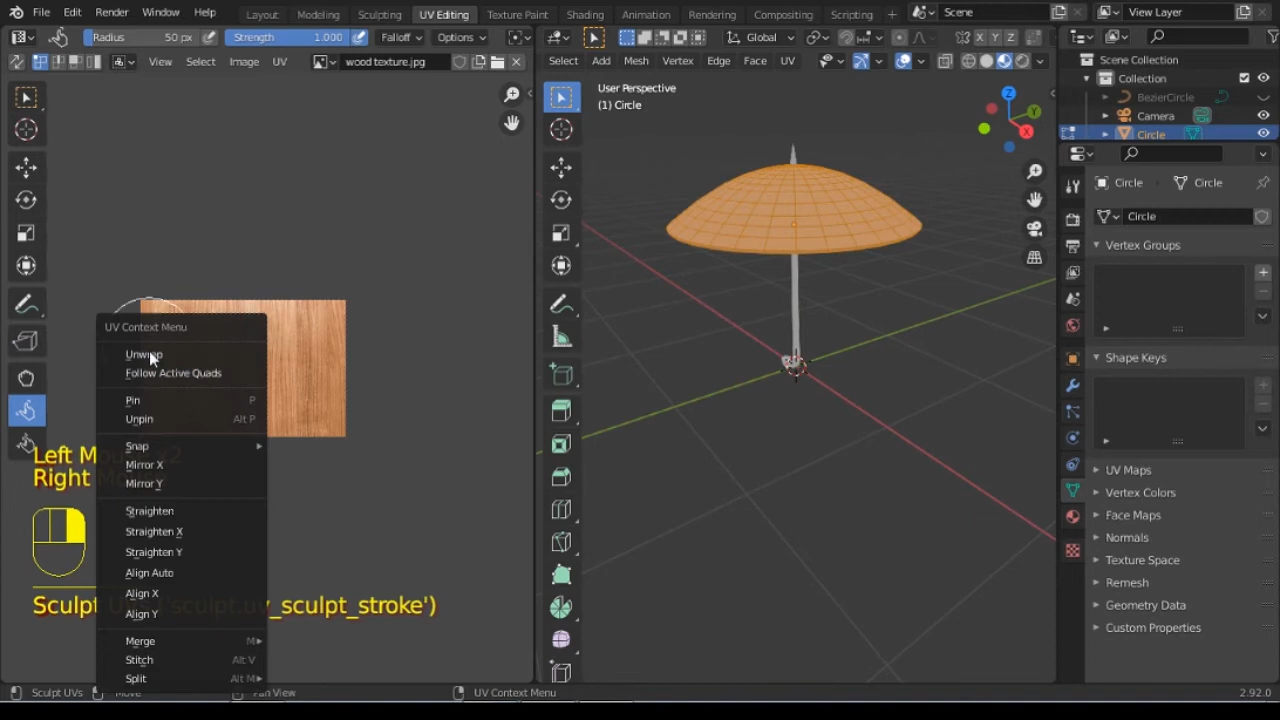 File Edit Render Window Help Layout Modeling Sculpting UV Editing Texture Paint Shading Animation Rendering Compositing Scripting + Scene View Layer
Radius 50 px Strength 1.000 Falloff Options Global X Y Z
View Select Image UV wood texture.jpg Select Add Mesh Vertex Edge Face UV
Scene Collection
Collection
BezierCircle
Camera
Circle
User Perspective
(1) Circle
Z
Y
X
Circle Circle
Circle
Vertex Groups
Shape Keys
UV Maps
Vertex Colors
Face Maps
Normals
Texture Space
Remesh
Geometry Data
Custom Properties
UV Context Menu
Unwrap
Follow Active Quads
Pin P
Unpin Alt P
Snap
Mirror X
Mirror Y
Straighten
Straighten X
Straighten Y
Align Auto
Align X
Align Y
Merge M
Stitch Alt V
Split Alt M
Left M x2
Right M
Sculpt U ('sculpt.uv_sculpt_stroke')
Sculpt UVs Move Pan View UV Context Menu 2.92.0